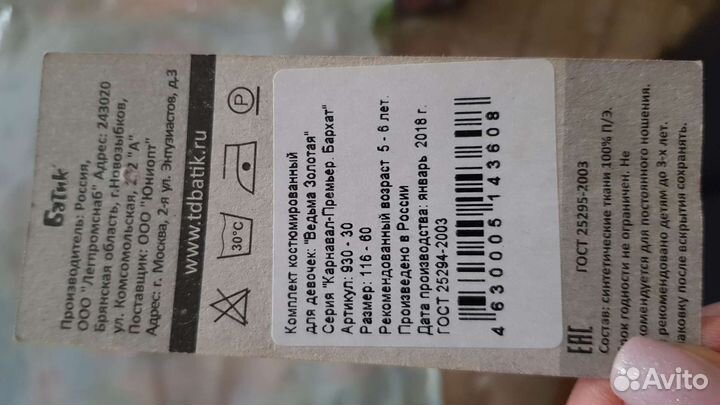 Батик
Производитель: Россия,
ООО "Легпромснаб" Адрес: 243020
Брянская область, г.Новозыбков,
ул. Комсомольская, 2 "А"
Поставщик: ООО "Юниопт"
Адрес: г. Москва, 2-я ул. Энтузиастов, д.3
www.tdbatik.ru
30°C
P
Комплект костюмированный
для девочек: "Ведьма Золотая"
Серия "Карнавал-Премьер. Бархат"
Артикул: 930 - 30
Размер: 116 - 60
Рекомендованный возраст 5 - 6 лет.
Произведено в России
Дата производства: январь 2018 г.
ГОСТ 25294-2003
4630005143608
EAC
ГОСТ 25295-2003
Состав: синтетические ткани 100% П/Э.
Срок годности не ограничен. Не
рекомендуется для постоянного ношения.
Не рекомендовано детям до 3-х лет.
Упаковку после вскрытия сохранять.
Avito